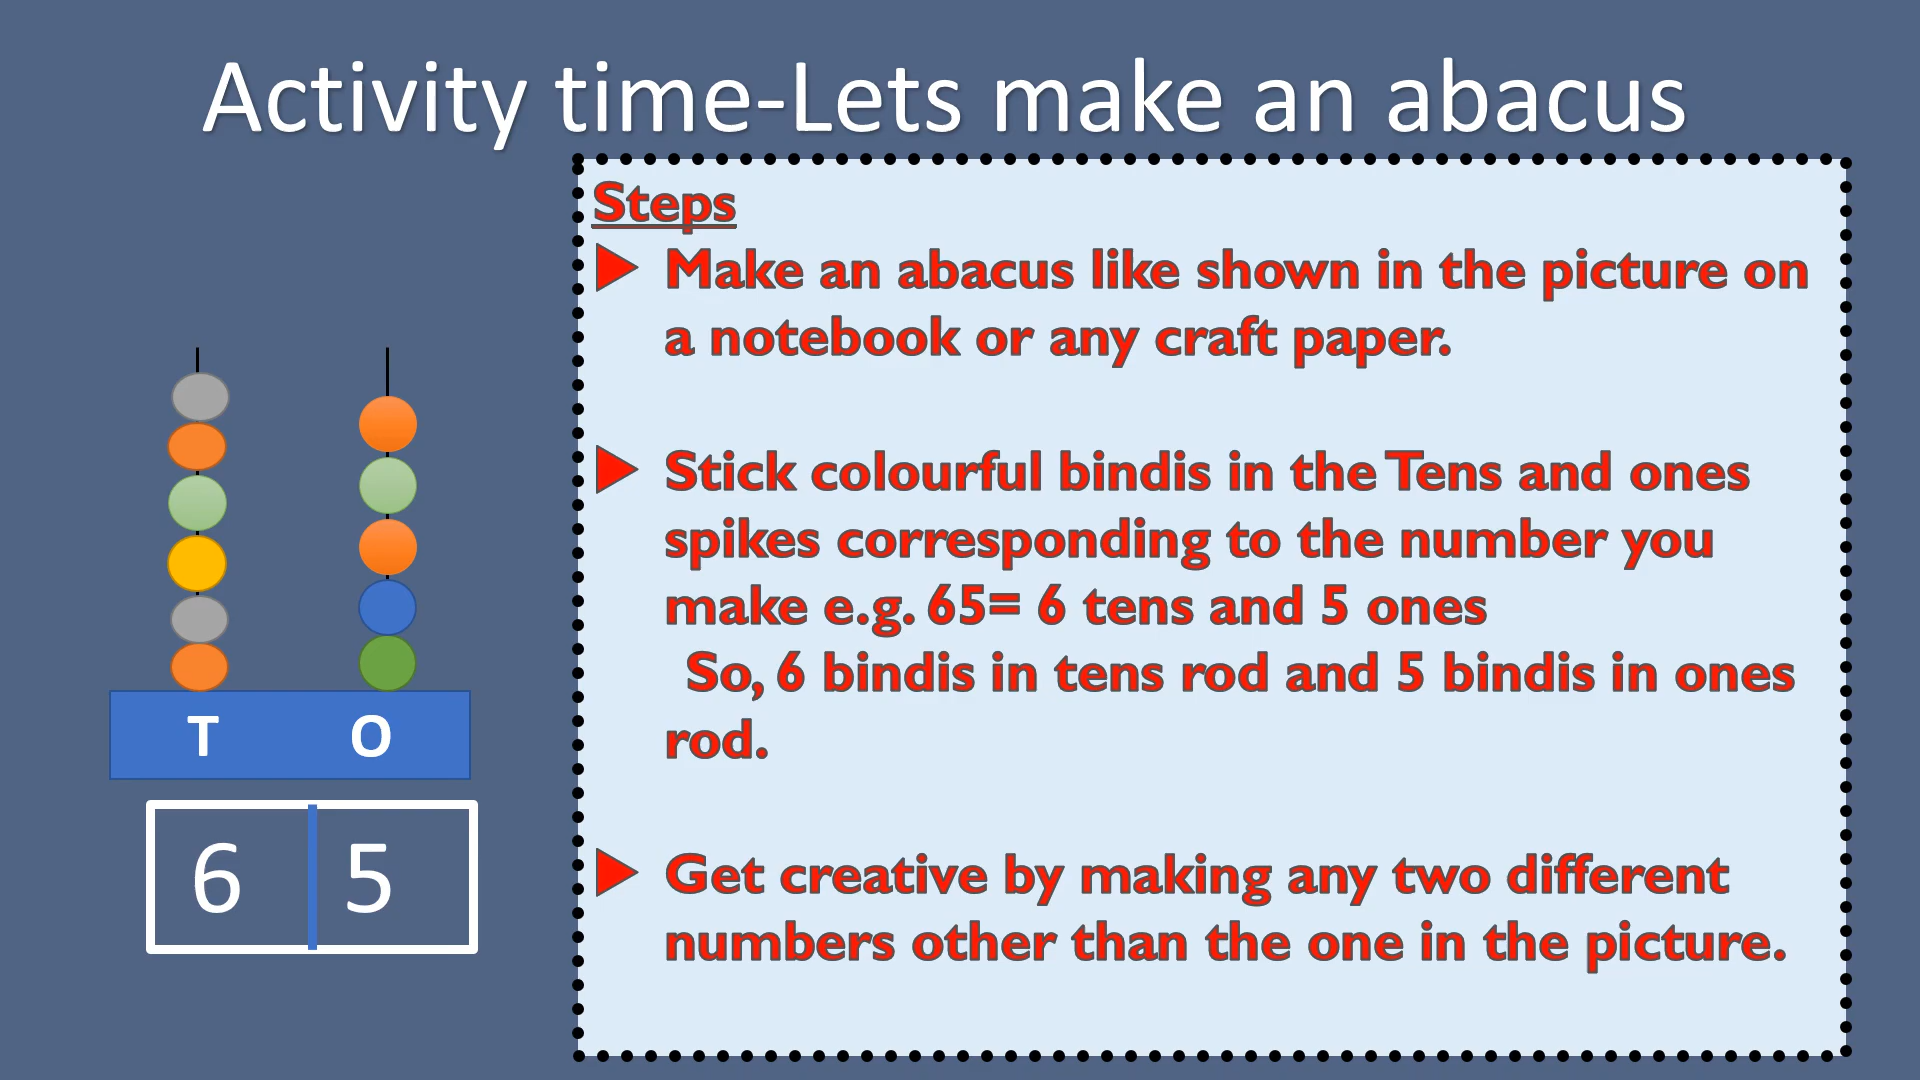 Activity time-Lets make an abacus
Steps
Make an abacus like shown in the picture on
a notebook or any craft paper.
Stick colourful bindis in the Tens and ones
spikes corresponding to the number you
make e.g. 65= 6 tens and 5 ones
So, 6 bindis in tens rod and 5 bindis in ones
rod.
Get creative by making any two different
numbers other than the one in the picture.
T O
6 5